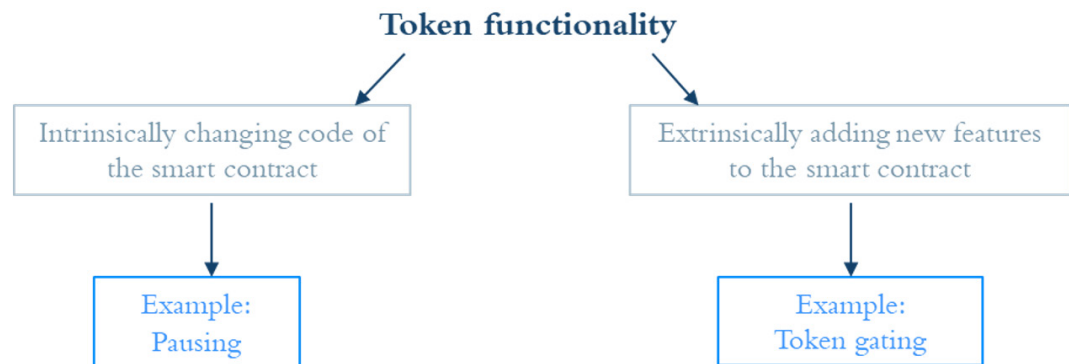 Token functionality
Intrinsically changing code of
the smart contract
Extrinsically adding new features
to the smart contract
Example:
Pausing
Example:
Token gating